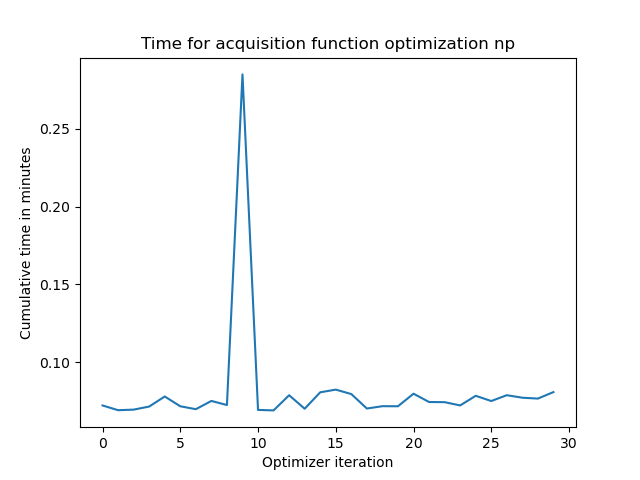 Time for acquisition function optimization np
Cumulative time in minutes
0.25
0.20
0.15
0.10
0 5 10 15 20 25 30
Optimizer iteration